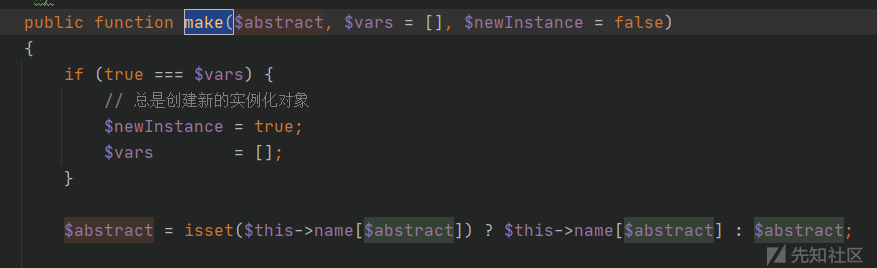 public function make($abstract, $vars = [], $newInstance = false)
{
    if (true === $vars) {
        // 总是创建新的实例化对象
        $newInstance = true;
        $vars        = [];
    }
    $abstract = isset($this->name[$abstract]) ? $this->name[$abstract] : $abstract;
先知社区